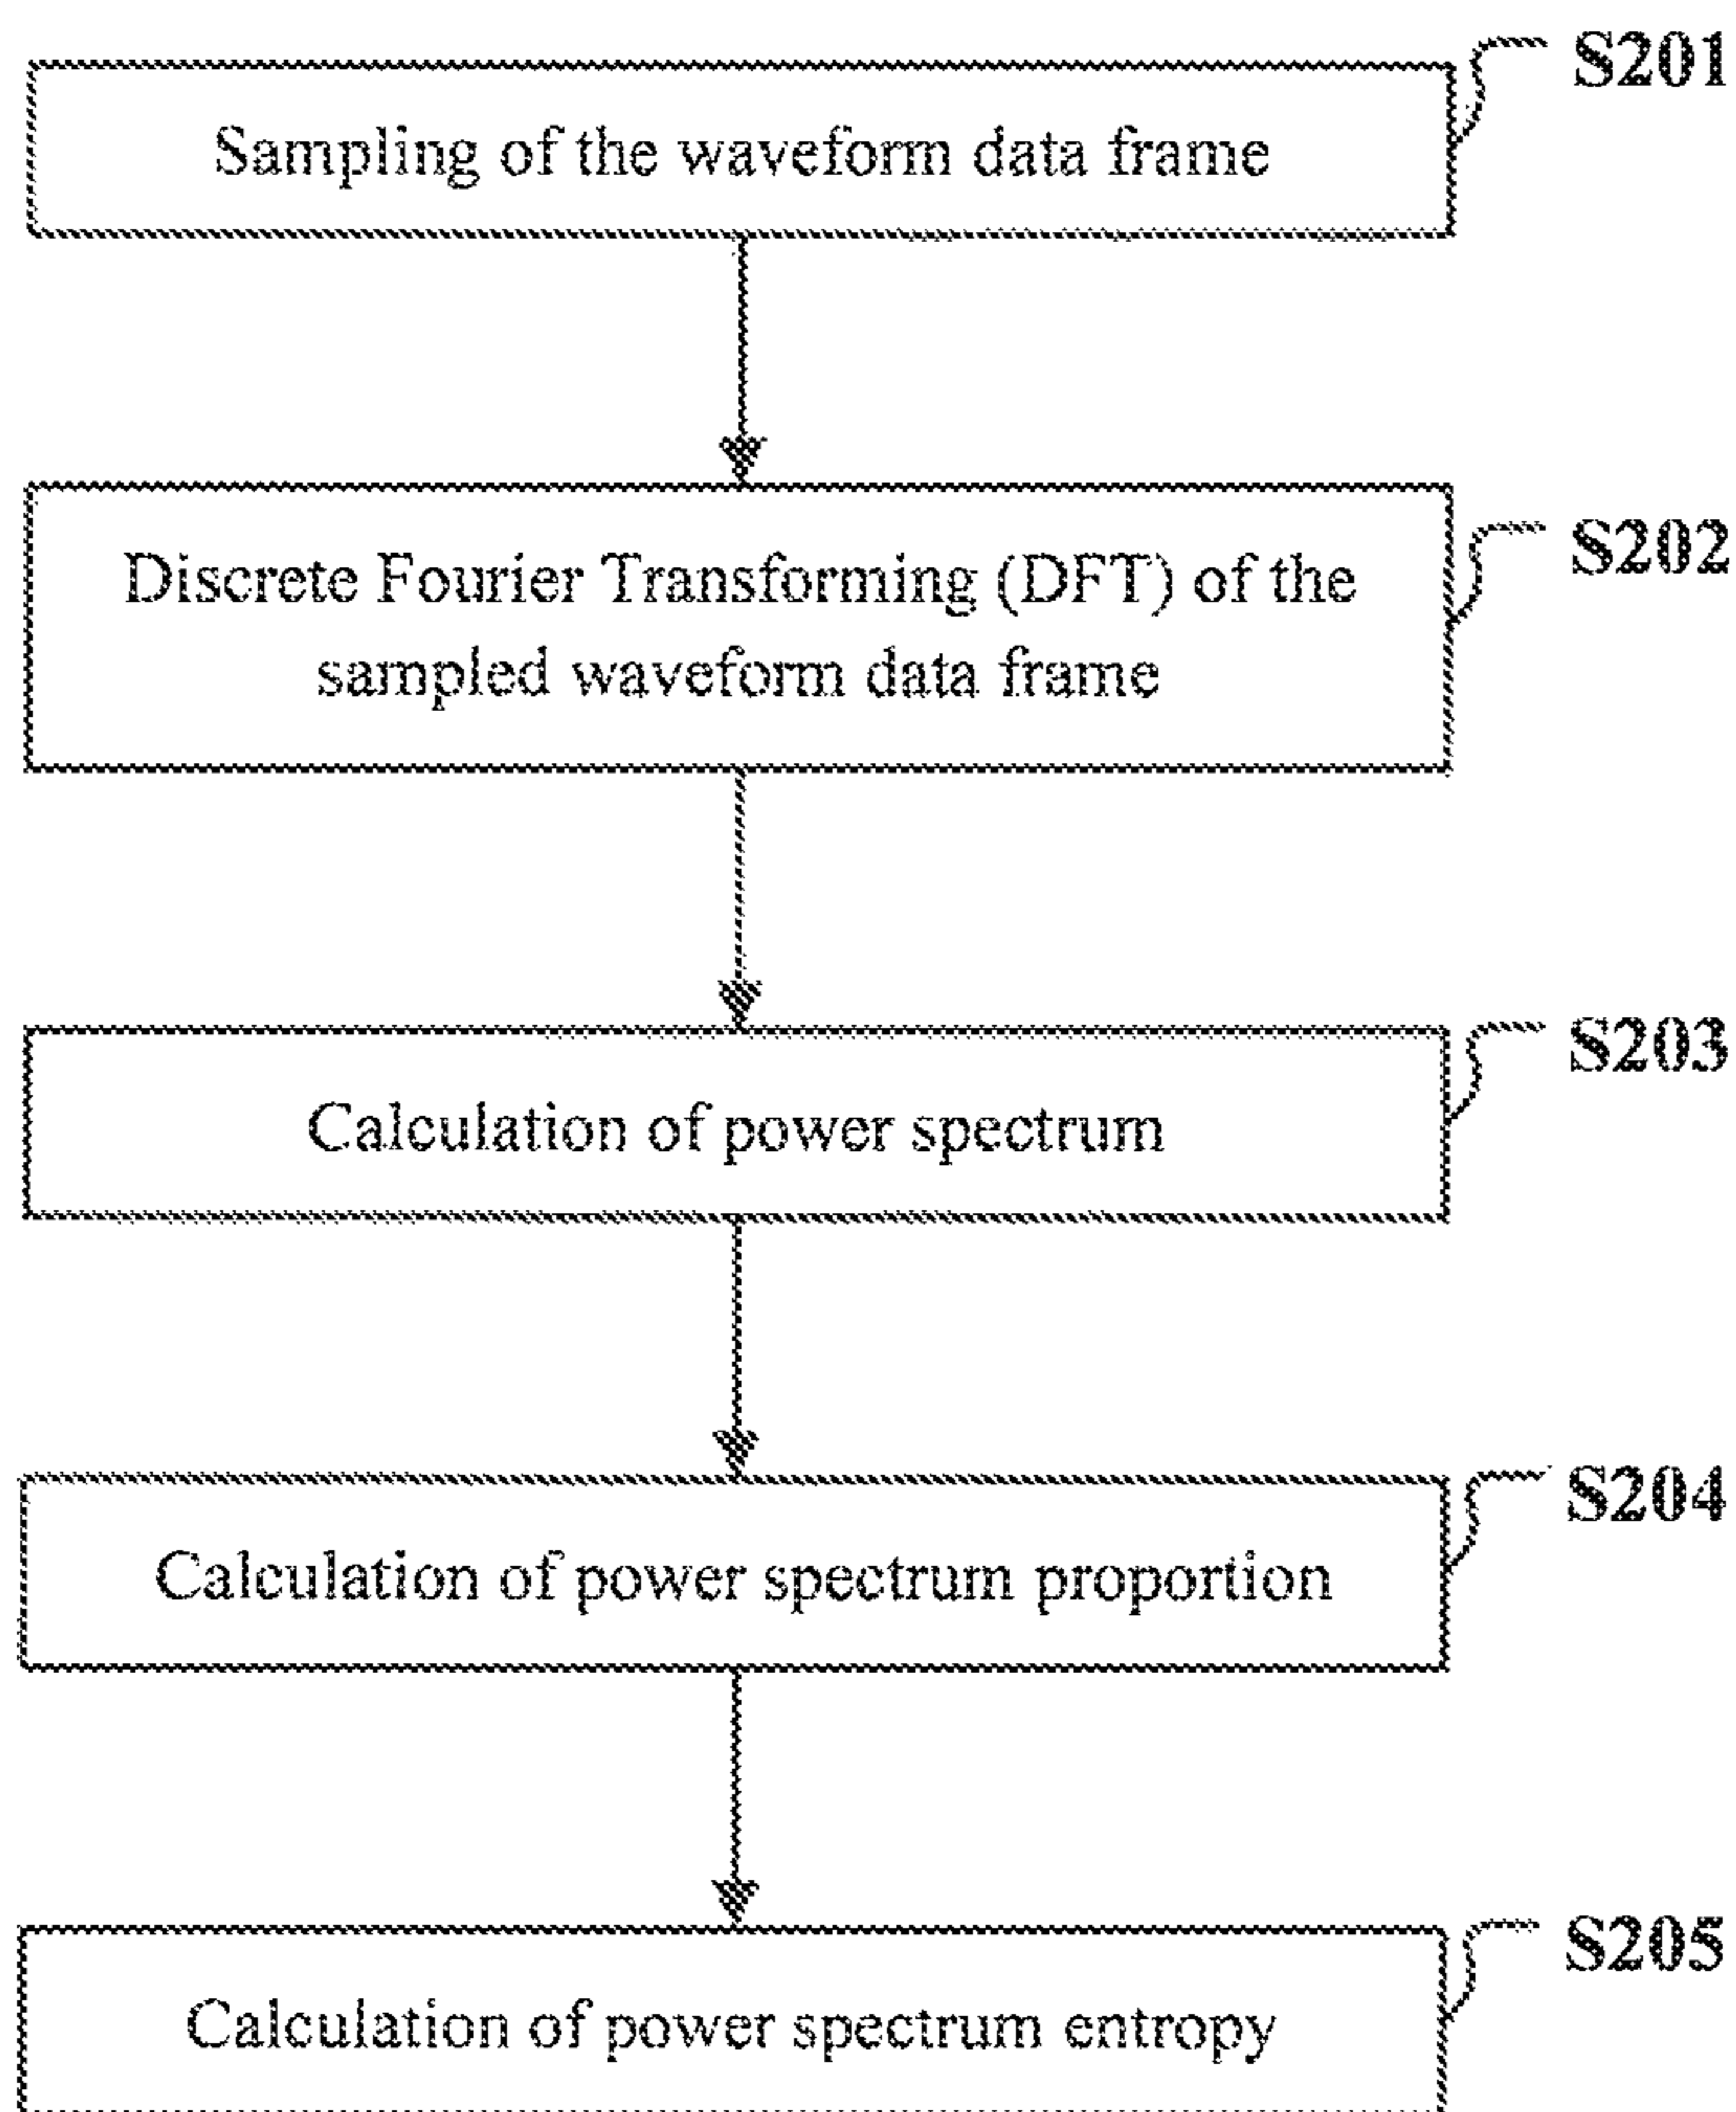 S201
Sampling of the waveform data frame
S202
Discrete Fourier Transforming (DFT) of the
sampled waveform data frame
S203
Calculation of power spectrum
S204
Calculation of power spectrum proportion
S205
Calculation of power spectrum entropy